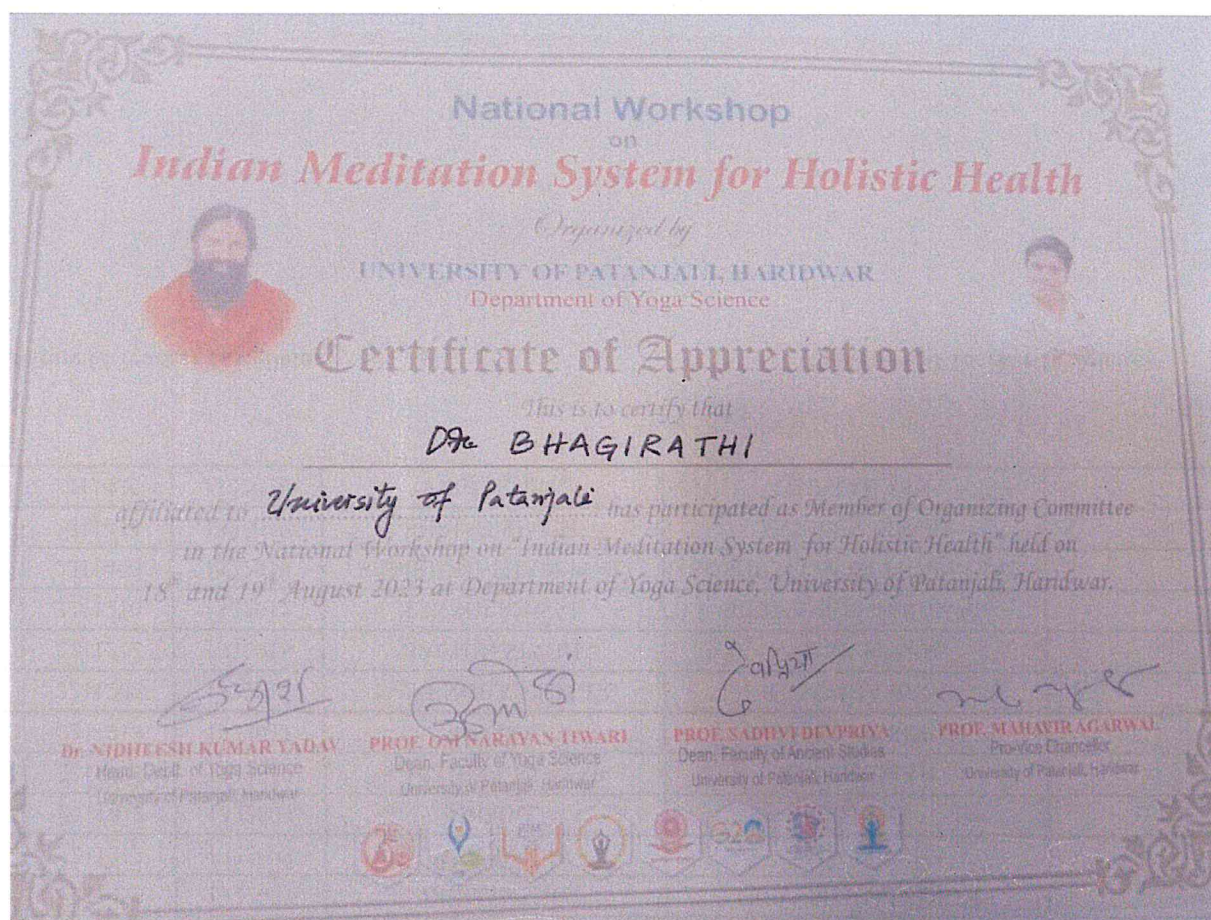 National Workshop
on
Indian Meditation System for Holistic Health
Organized by
UNIVERSITY OF PATANJALI, HARIDWAR
Department of Yoga Science
Certificate of Appreciation
This is to certify that
Dr. BHAGIRATHI
affiliated to University of Patanjali has participated as Member of Organizing Committee
in the National Workshop on "Indian Meditation System for Holistic Health" held on
18th and 19th August 2023 at Department of Yoga Science, University of Patanjali, Haridwar.
Dr. NIDHEESH KUMAR YADAV PROF. OM NARAYAN TIWARI PROF. SADHVI DEVPRIYA PROF. MAHAVIR AGARWAL
Head, Deptt. of Yoga Science Dean, Faculty of Yoga Science Dean, Faculty of Ancient Studies Pro-Vice Chancellor
University of Patanjali, Haridwar University of Patanjali, Haridwar University of Patanjali, Haridwar University of Patanjali, Haridwar
G20